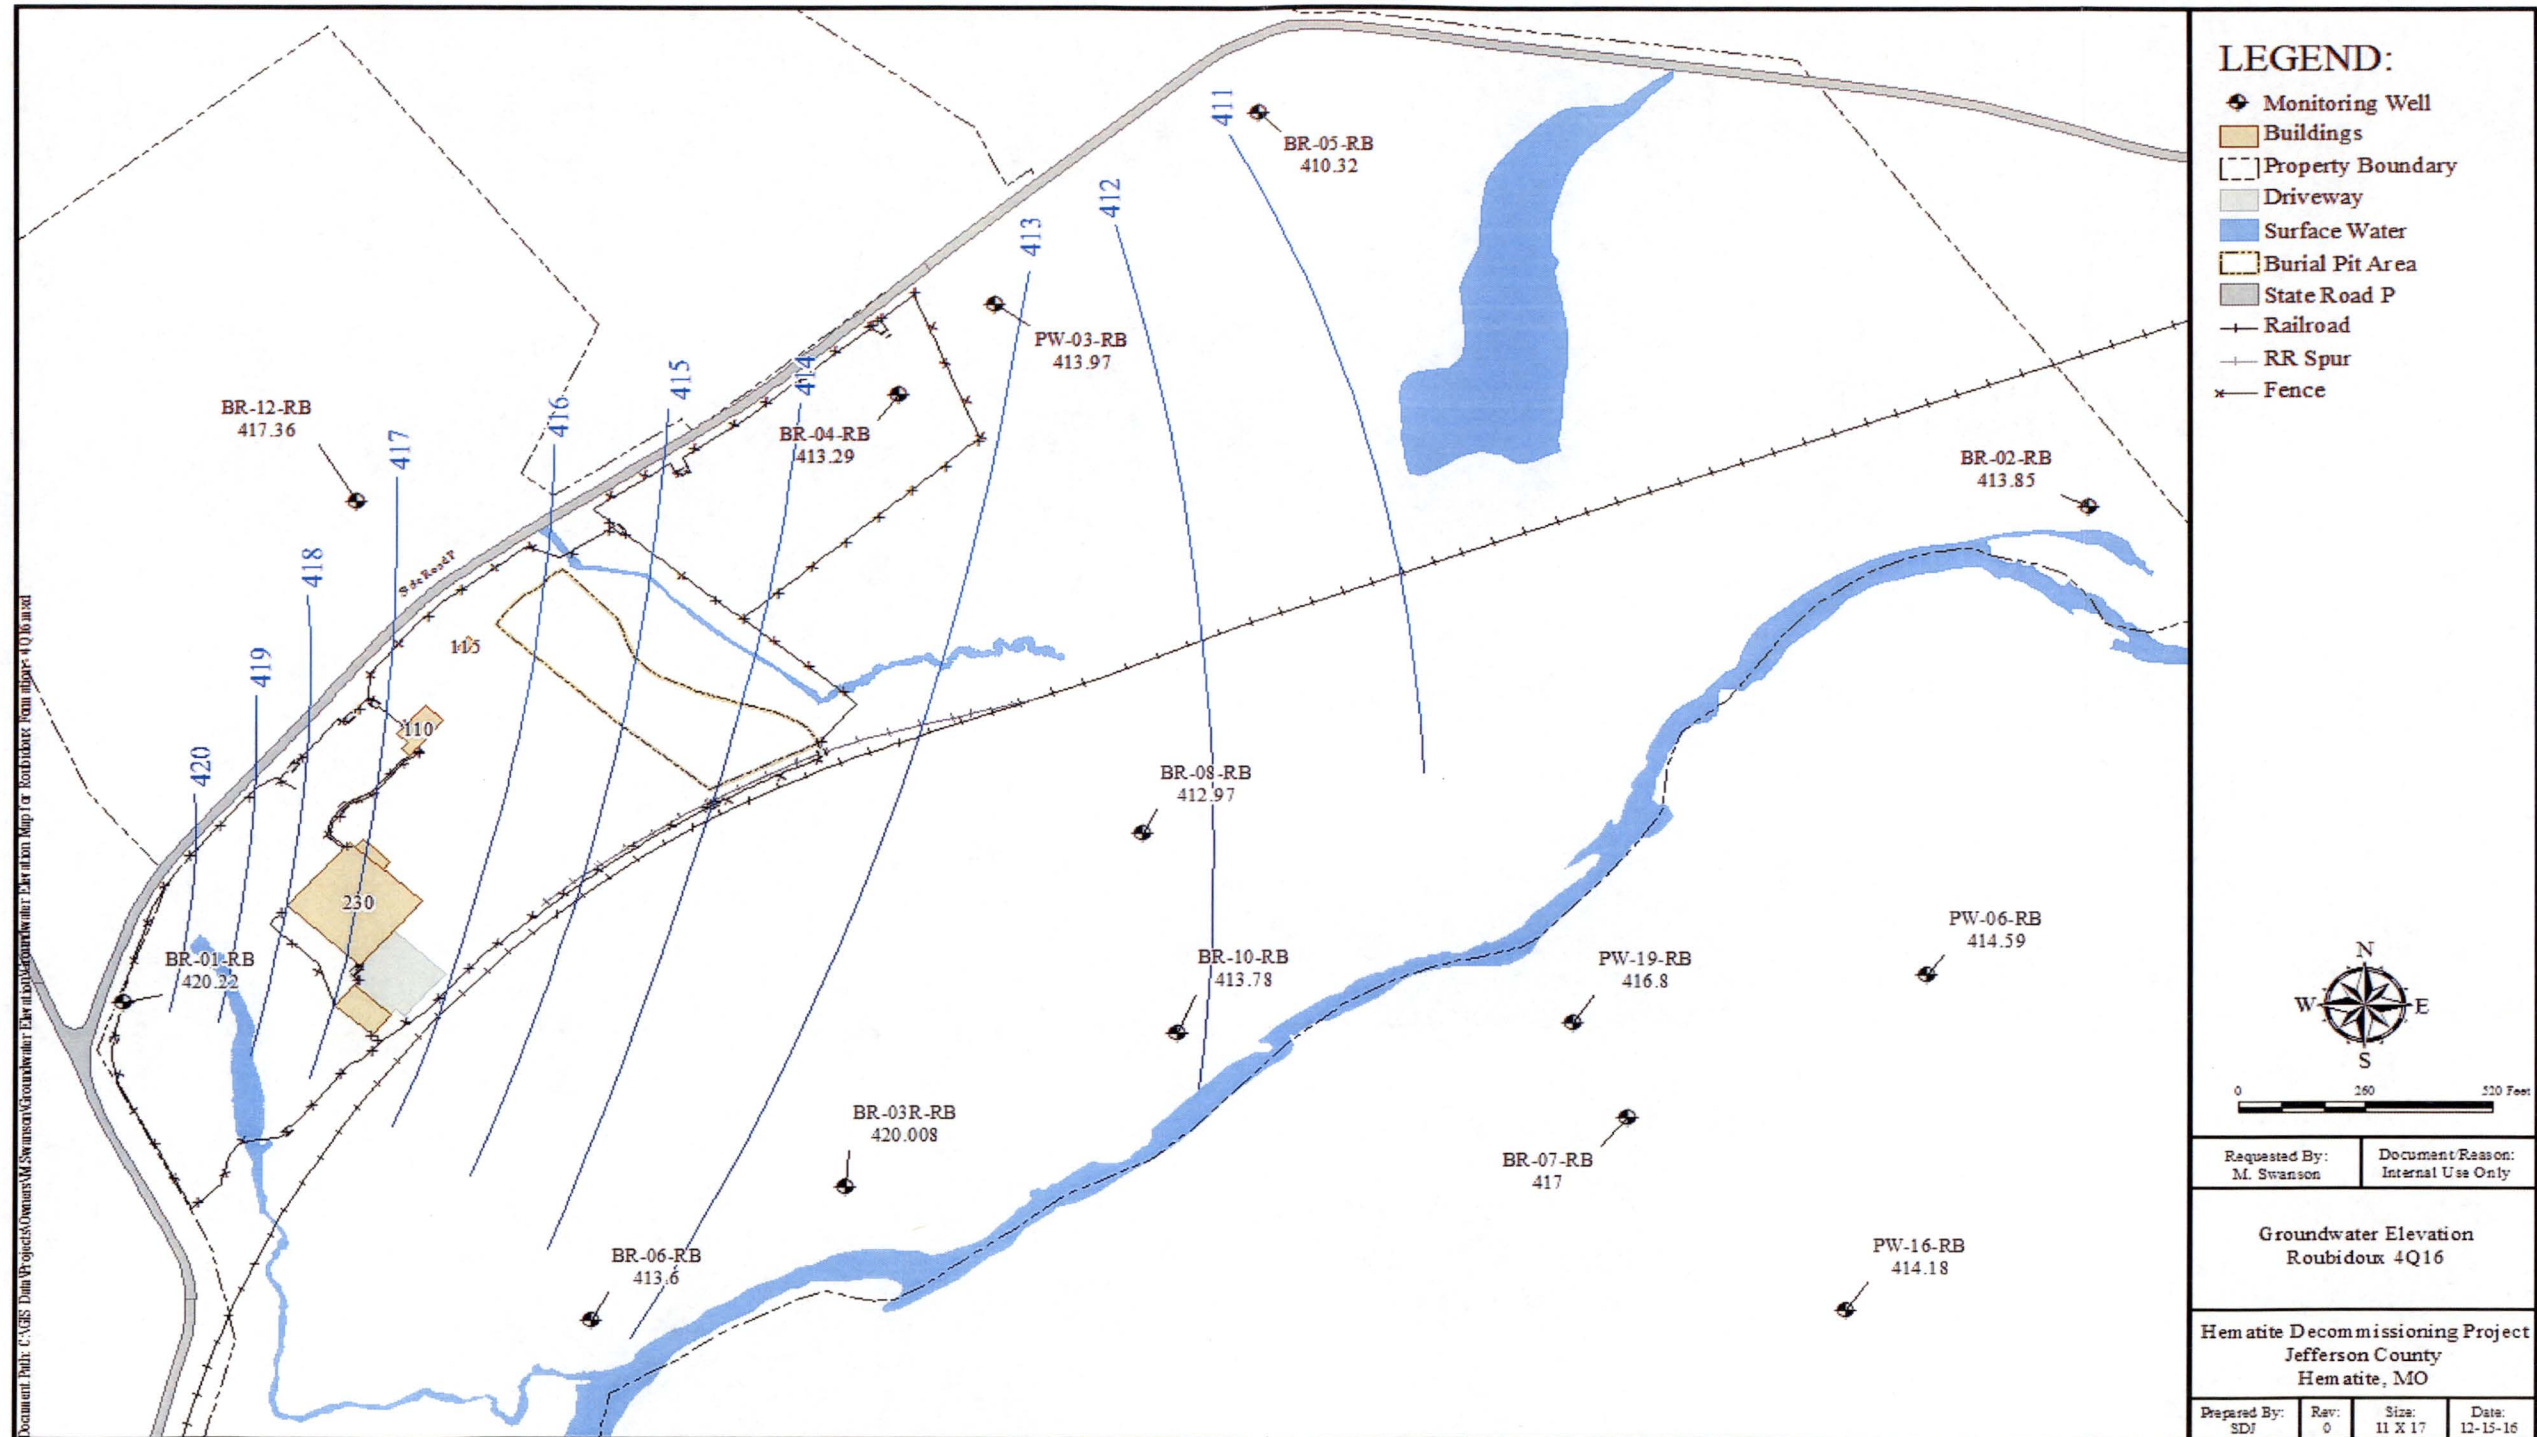 411
BR-05-RB
410.32
412
413
PW-03-RB
413.97
414
415
416
BR-04-RB
413.29
BR-12-RB
417.36
417
418
419
420
State Road P
115
110
230
BR-02-RB
413.85
BR-08-RB
412.97
BR-01-RB
420.22
BR-10-RB
413.78
PW-19-RB
416.8
PW-06-RB
414.59
BR-03R-RB
420.008
BR-07-RB
417
BR-06-RB
413.6
PW-16-RB
414.18
LEGEND:
Monitoring Well
Buildings
Property Boundary
Driveway
Surface Water
Burial Pit Area
State Road P
Railroad
RR Spur
Fence
N
W E
S
0 260 520 Feet
Requested By:
M. Swanson
Document/Reason:
Internal Use Only
Groundwater Elevation
Roubidoux 4Q16
Hematite Decommissioning Project
Jefferson County
Hematite, MO
Prepared By:
SDJ
Rev:
0
Size:
11 X 17
Date:
12-15-16